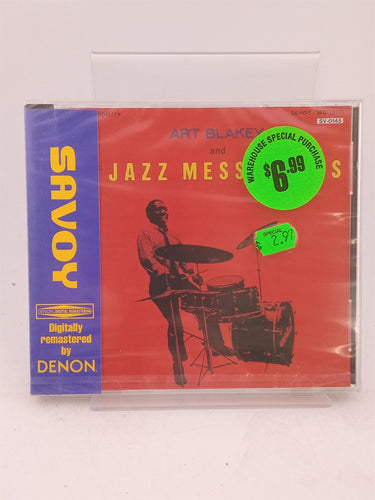 SAVOY
DENON DIGITAL REMASTERING
Digitally
remastered
by
DENON
SV-0145
ART BLAKEY
and
JAZZ MESS S
WAREHOUSE SPECIAL PURCHASE
$6.99
SPECIAL
$2.97